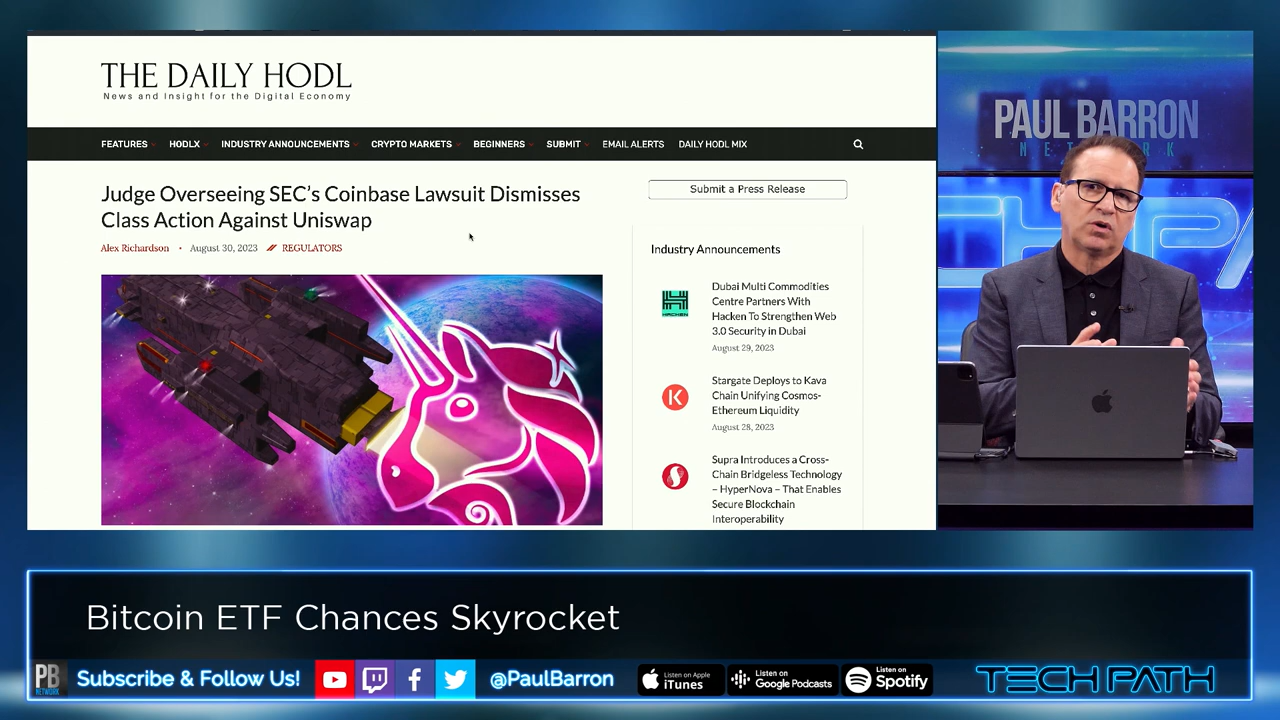 THE DAILY HODL
News and Insight for the Digital Economy
FEATURES HODLX INDUSTRY ANNOUNCEMENTS CRYPTO MARKETS BEGINNERS SUBMIT EMAIL ALERTS DAILY HODL MIX
Judge Overseeing SEC's Coinbase Lawsuit Dismisses
Class Action Against Uniswap
Alex Richardson • August 30, 2023 REGULATORS
Submit a Press Release
Industry Announcements
HACKEN
Dubai Multi Commodities
Centre Partners With
Hacken To Strengthen Web
3.0 Security in Dubai
August 29, 2023
Stargate Deploys to Kava
Chain Unifying Cosmos-
Ethereum Liquidity
August 28, 2023
Supra Introduces a Cross-
Chain Bridgeless Technology
– HyperNova – That Enables
Secure Blockchain
Interoperability
PAUL BARRON
Bitcoin ETF Chances Skyrocket
PB
NETWORK
Subscribe & Follow Us!
@PaulBarron
Listen on Apple
iTunes
Listen on
Google Podcasts
Listen on
Spotify
TECH PATH